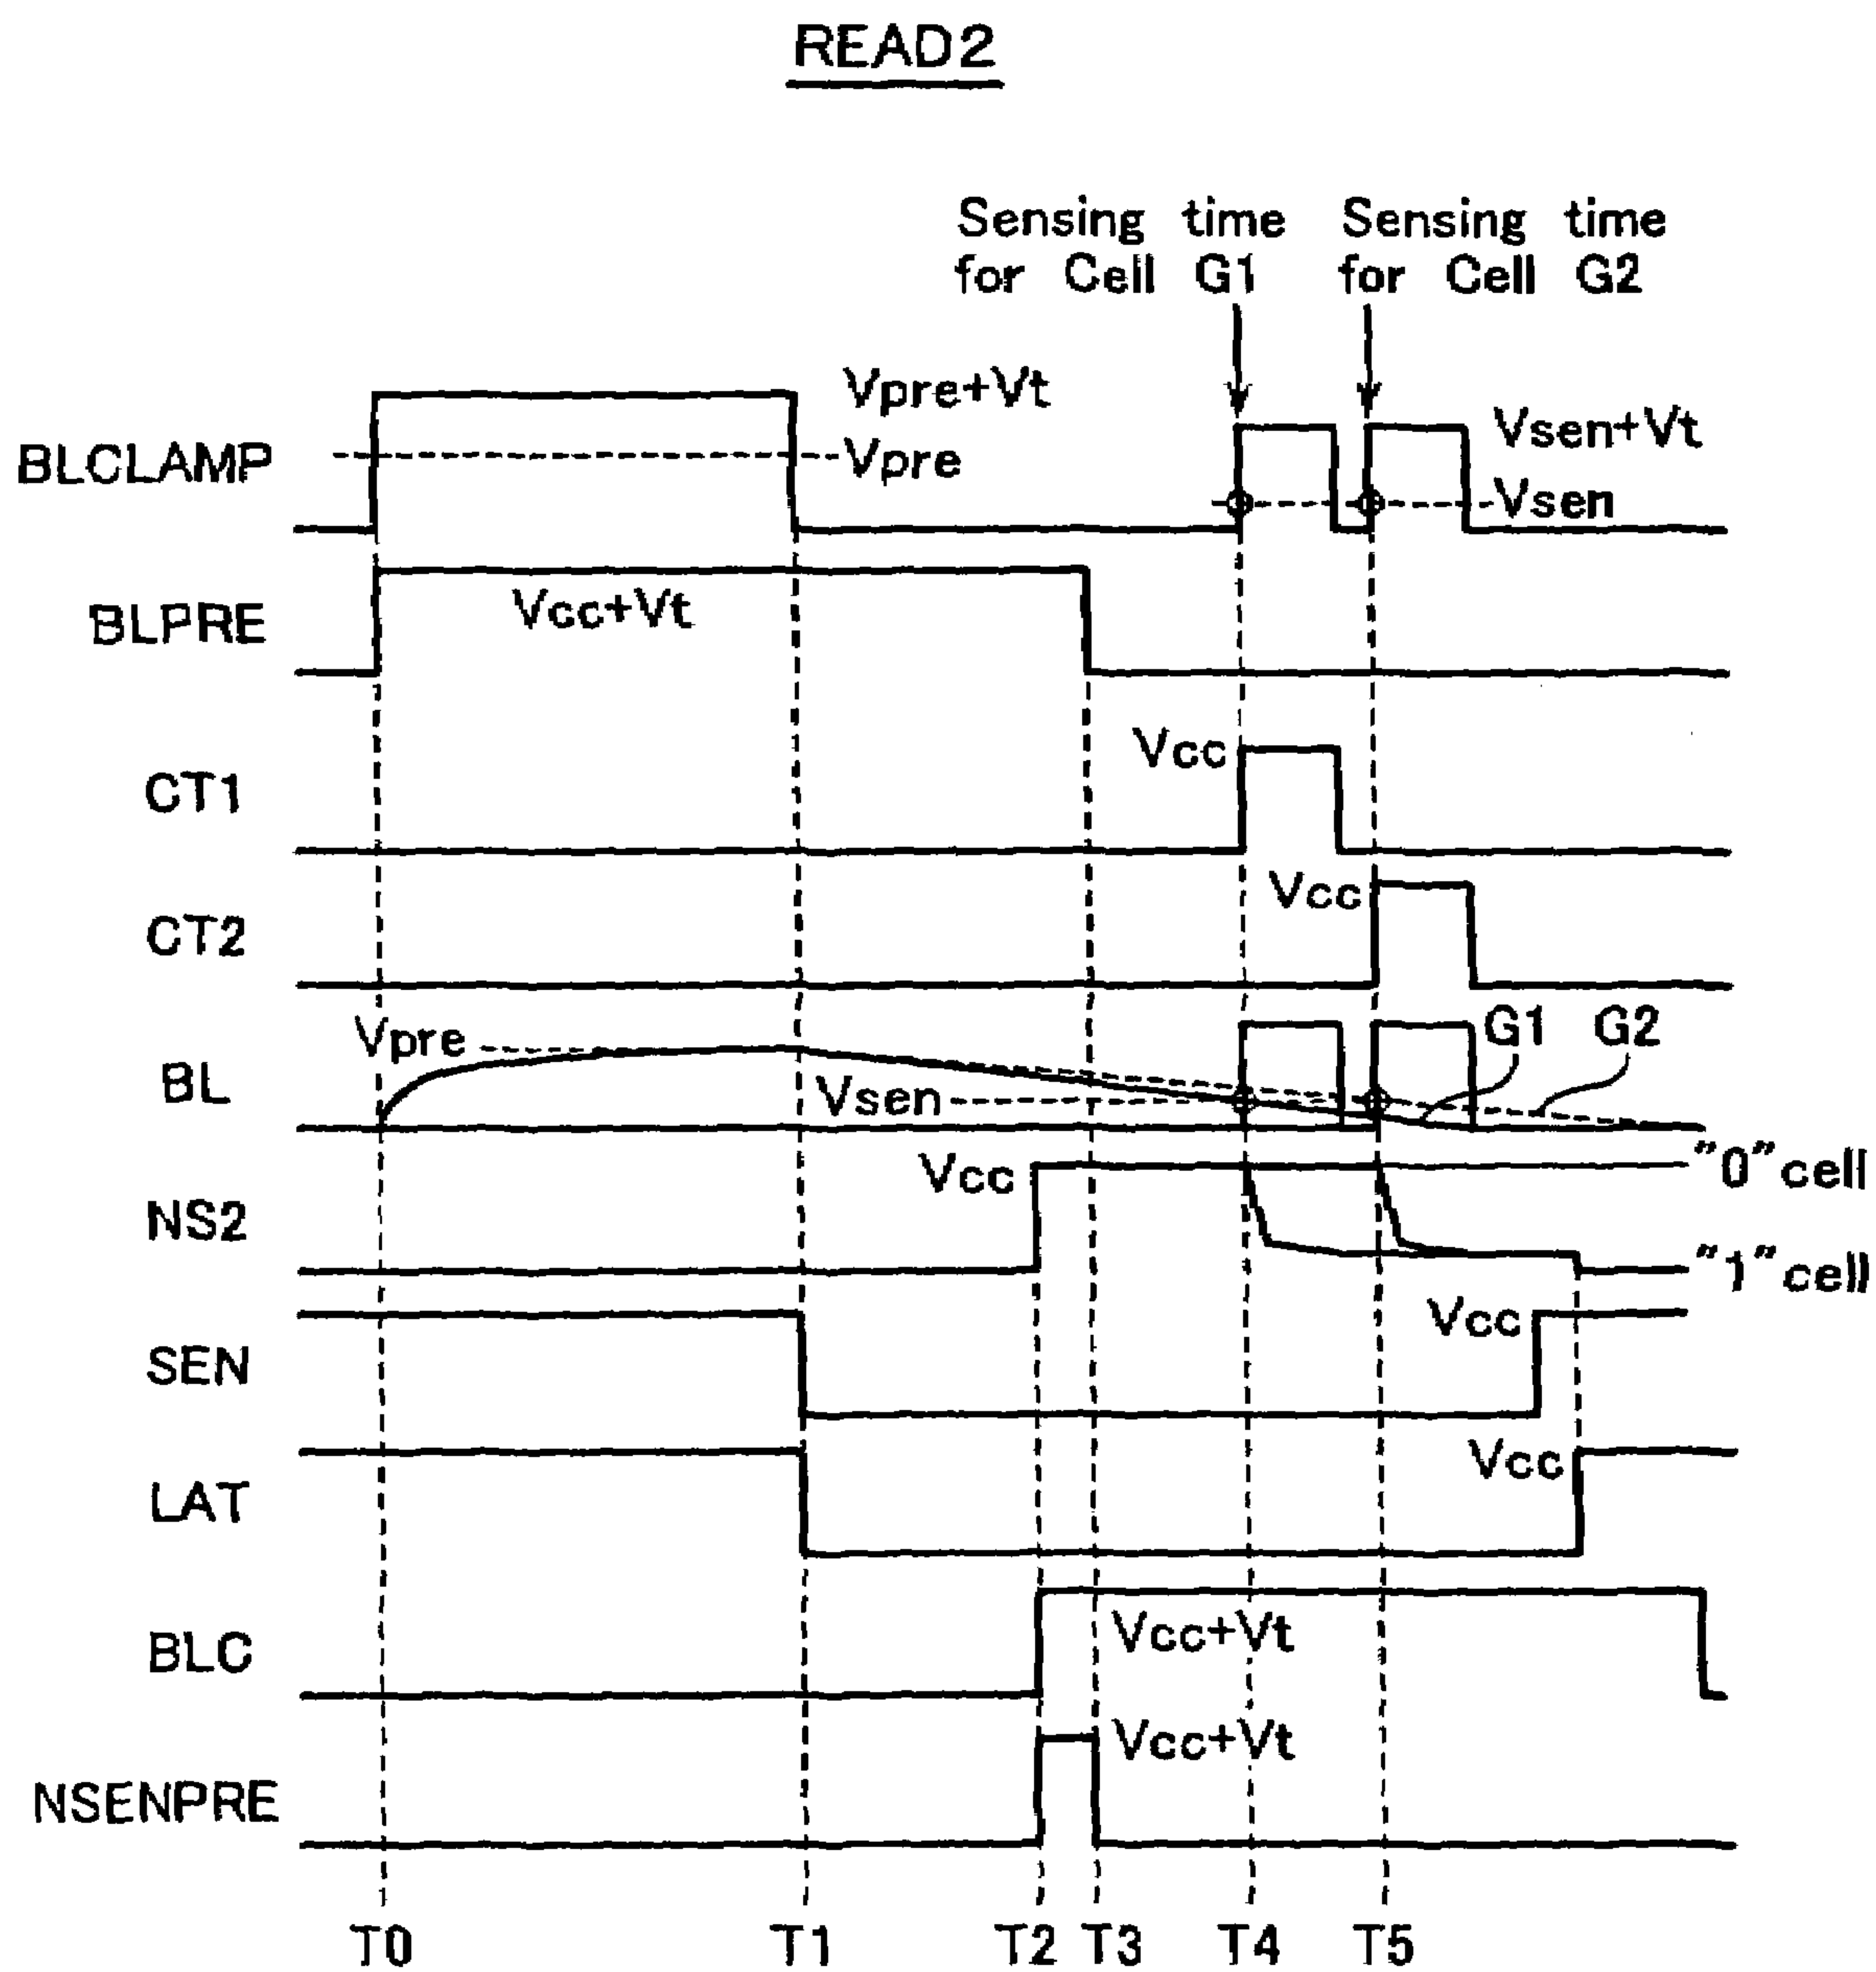 READ2
Sensing time
for Cell G1
Sensing time
for Cell G2
BLCLAMP
Vpre+Vt
Vpre
Vsen+Vt
Vsen
BLPRE
Vcc+Vt
CT1
Vcc
CT2
Vcc
BL
Vpre
Vsen
G1
G2
NS2
Vcc
"0"cell
"1"cell
SEN
Vcc
LAT
Vcc
BLC
Vcc+Vt
NSENPRE
Vcc+Vt
T0 T1 T2 T3 T4 T5